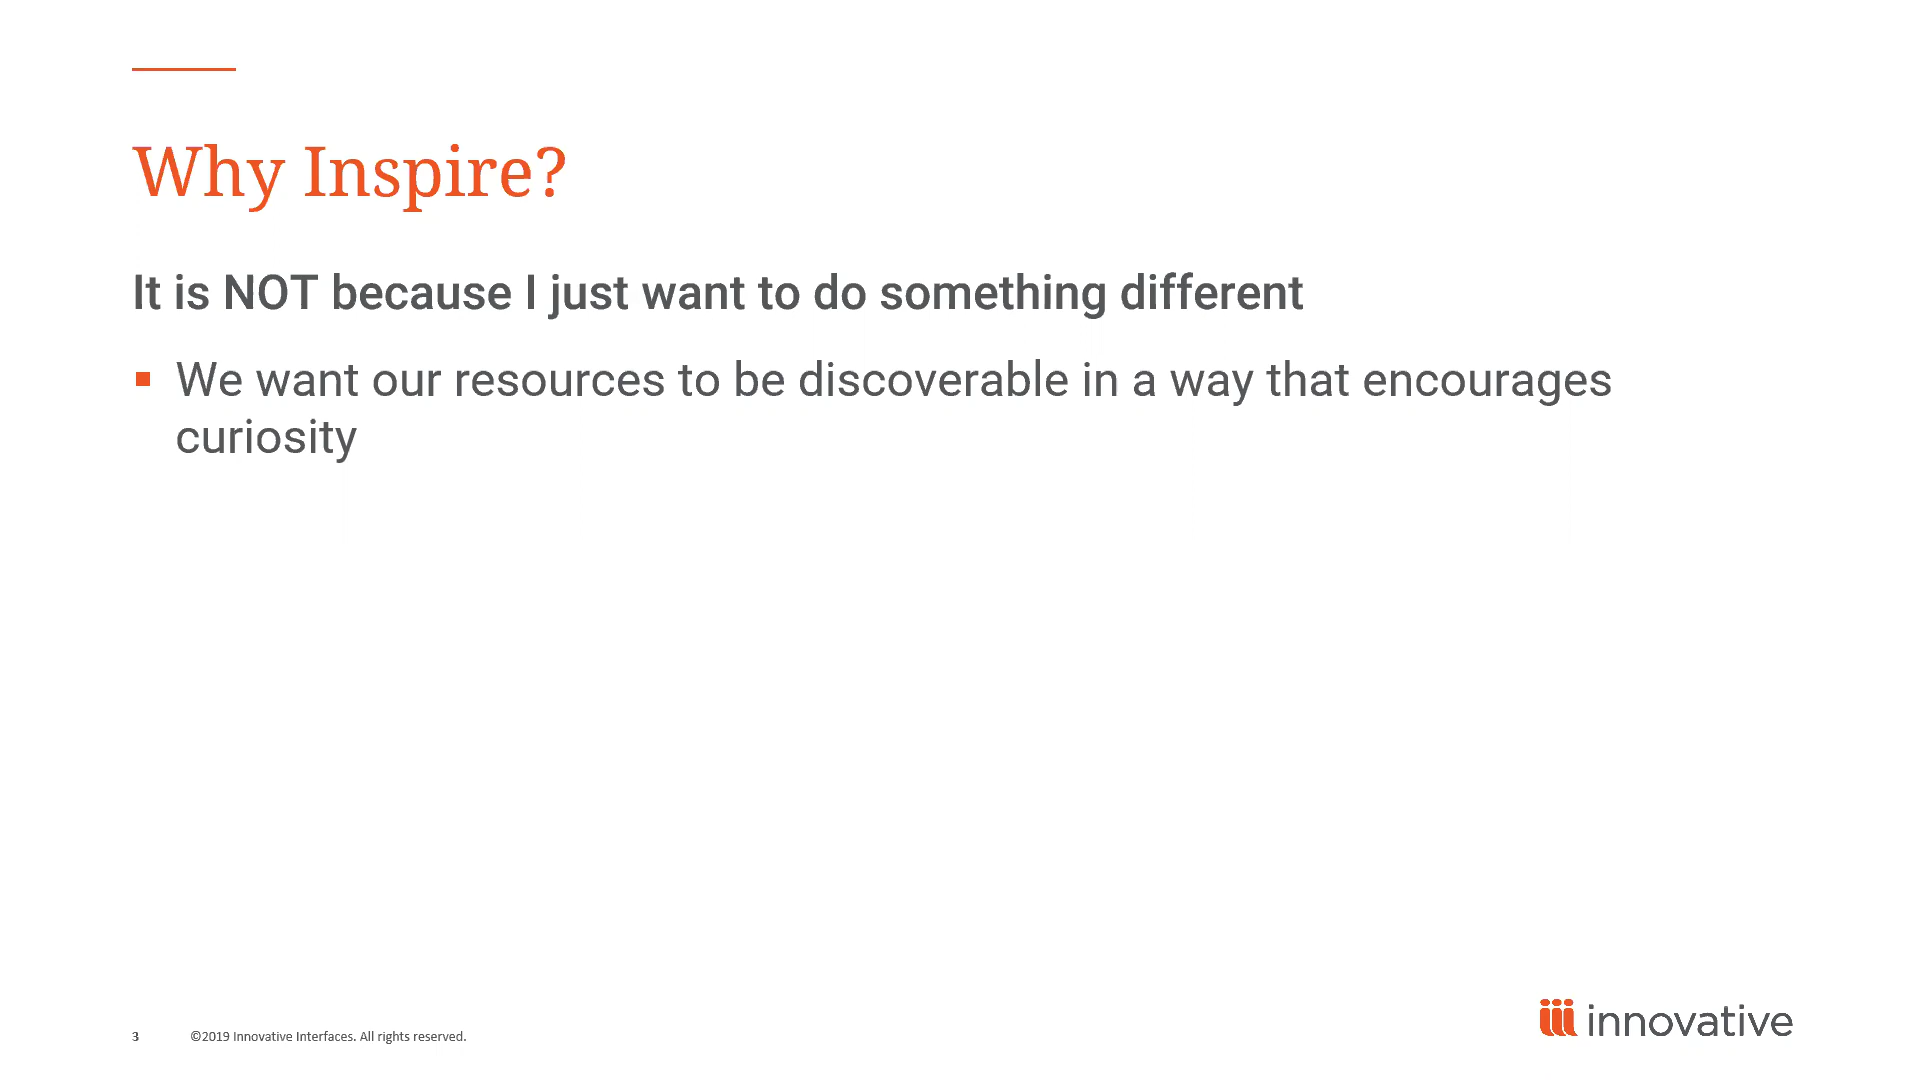 Why Inspire?
It is NOT because I just want to do something different
We want our resources to be discoverable in a way that encourages
curiosity
3 ©2019 Innovative Interfaces. All rights reserved.
innovative